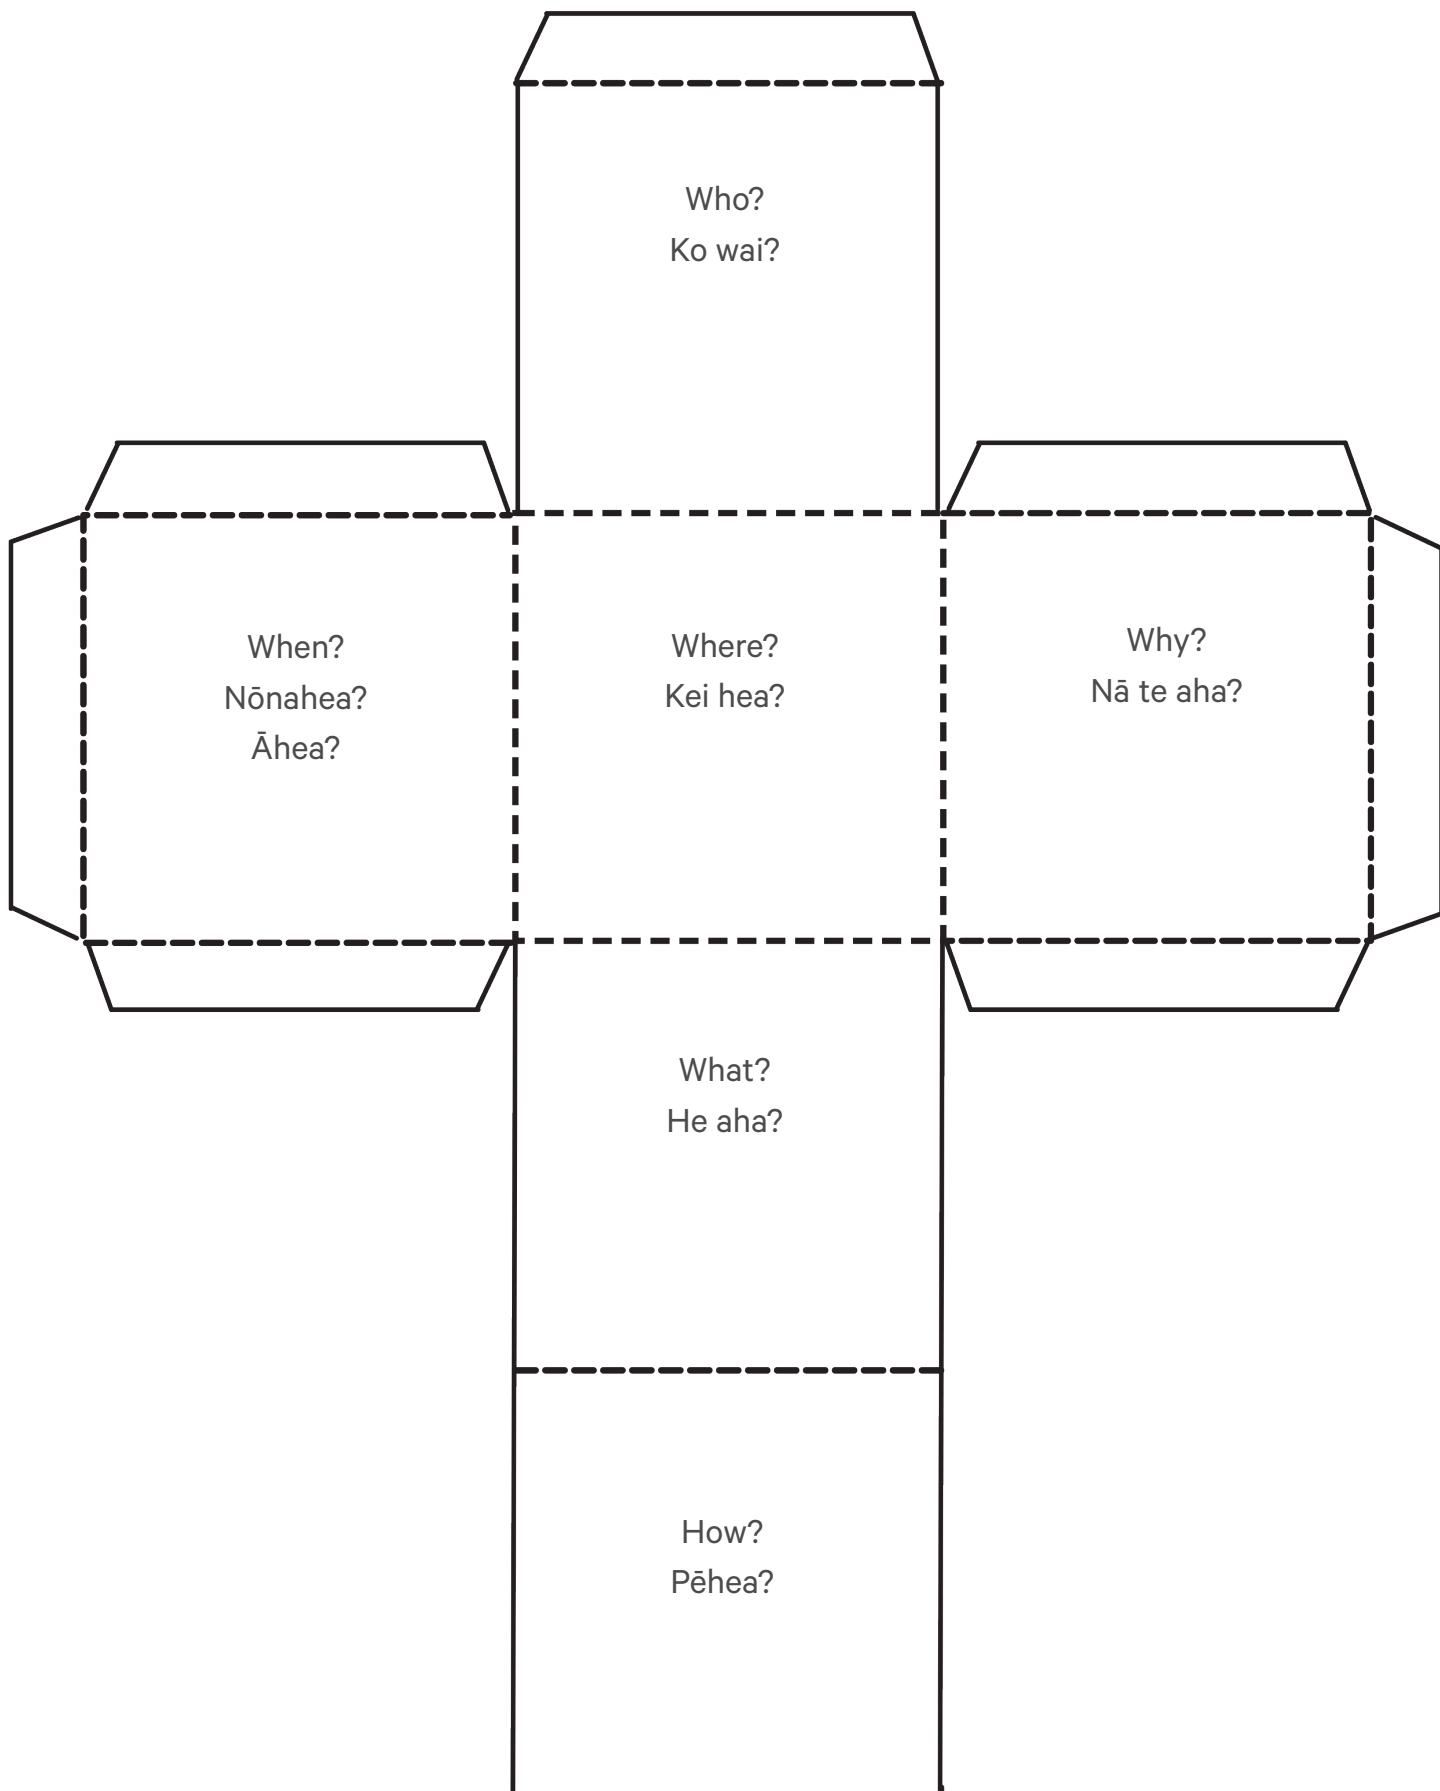 Who?
Ko wai?
When?
Nōnahea?
Āhea?
Where?
Kei hea?
Why?
Nā te aha?
What?
He aha?
How?
Pēhea?